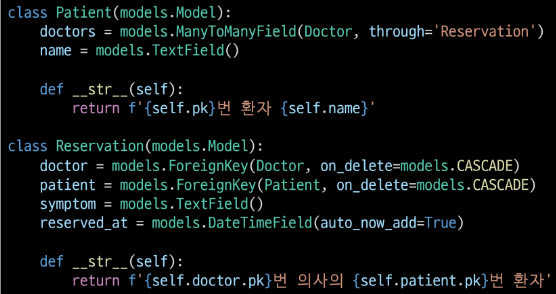 class Patient(models.Model):
    doctors = models.ManyToManyField(Doctor, through='Reservation')
    name = models.TextField()

    def __str__(self):
        return f'{self.pk}번 환자 {self.name}'

class Reservation(models.Model):
    doctor = models.ForeignKey(Doctor, on_delete=models.CASCADE)
    patient = models.ForeignKey(Patient, on_delete=models.CASCADE)
    symptom = models.TextField()
    reserved_at = models.DateTimeField(auto_now_add=True)

    def __str__(self):
        return f'{self.doctor.pk}번 의사의 {self.patient.pk}번 환자'